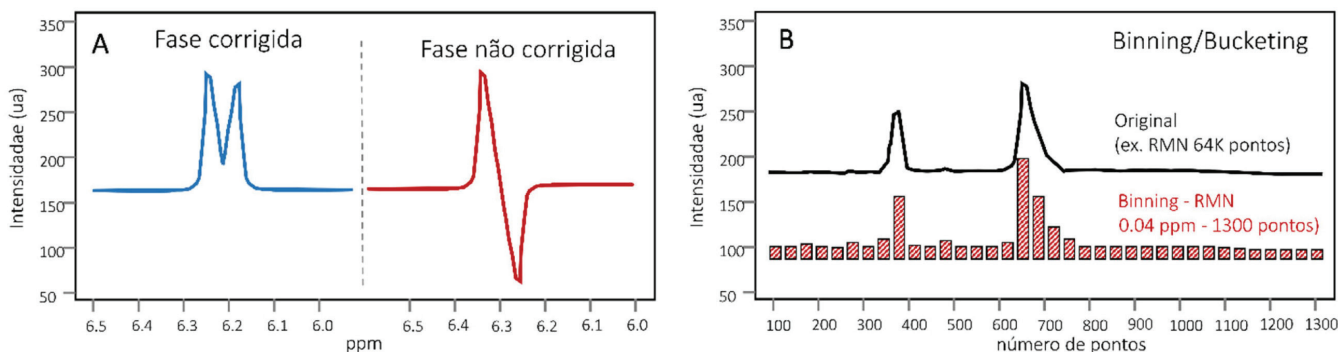 A
Fase corrigida
Fase não corrigida
Intensidadae (ua)
350
300
250
200
150
100
50
6.5 6.4 6.3 6.2 6.1 6.0 6.5 6.4 6.3 6.2 6.1 6.0
ppm
B
Binning/Bucketing
Original
(ex. RMN 64K pontos)
Binning - RMN
0.04 ppm - 1300 pontos)
Intensidade (ua)
350
300
250
200
150
100
50
100 200 300 400 500 600 700 800 900 1000 1100 1200 1300
número de pontos